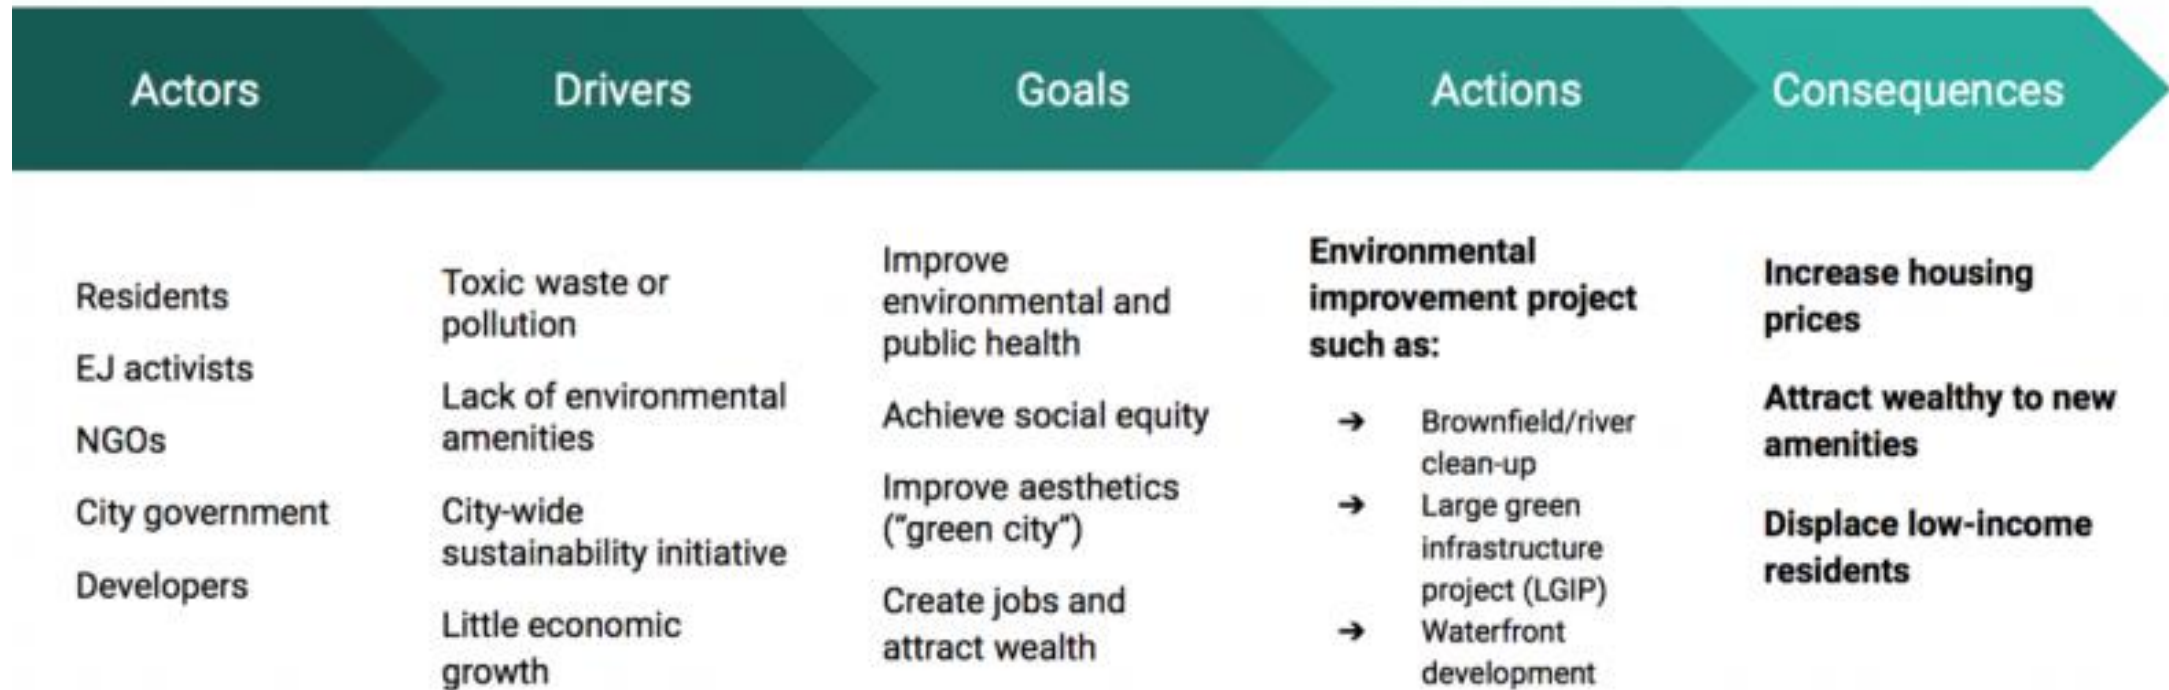 Actors
Drivers
Goals
Actions
Consequences
Residents
EJ activists
NGOs
City government
Developers
Toxic waste or
pollution
Lack of environmental
amenities
City-wide
sustainability initiative
Little economic
growth
Improve
environmental and
public health
Achieve social equity
Improve aesthetics
("green city")
Create jobs and
attract wealth
Environmental
improvement project
such as:
➔ Brownfield/river
clean-up
➔ Large green
infrastructure
project (LGIP)
➔ Waterfront
development
Increase housing
prices
Attract wealthy to new
amenities
Displace low-income
residents